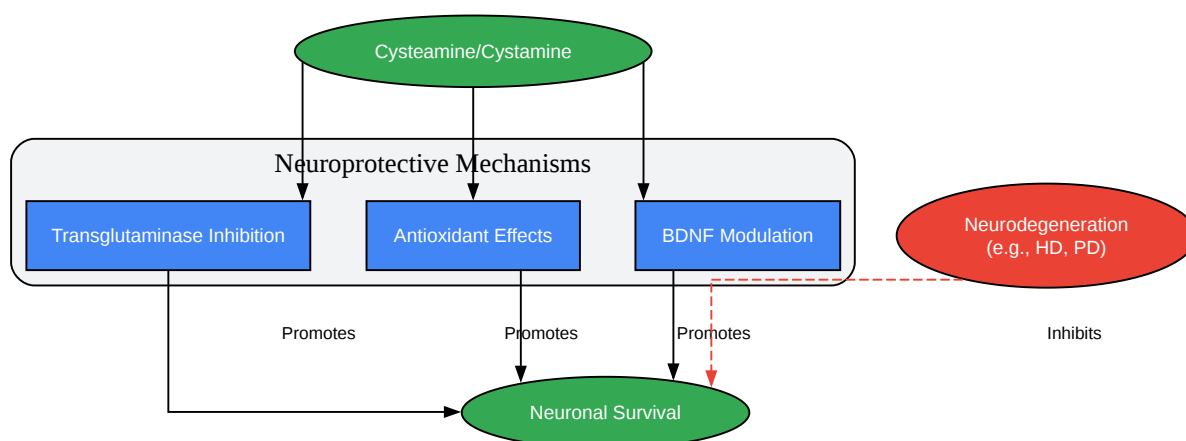 Cysteamine/Cystamine
Neuroprotective Mechanisms
Transglutaminase Inhibition
Antioxidant Effects
BDNF Modulation
Neurodegeneration
(e.g., HD, PD)
Promotes
Promotes
Promotes
Inhibits
Neuronal Survival